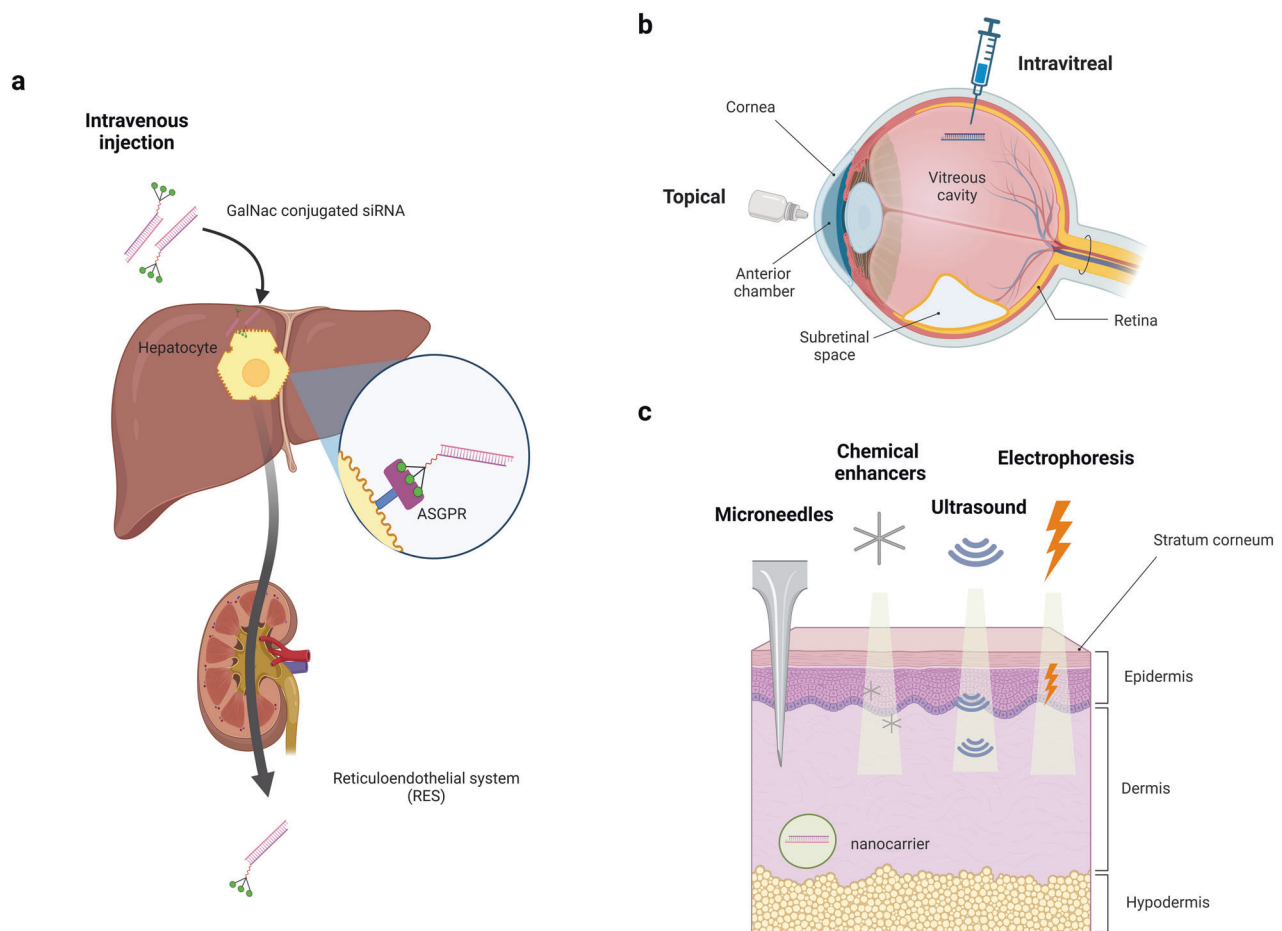 a
Intravenous
injection
GalNac conjugated siRNA
Hepatocyte
ASGPR
Reticuloendothelial system
(RES)
b
Intravitreal
Cornea
Topical
Vitreous
cavity
Anterior
chamber
Subretinal
space
Retina
c
Chemical
enhancers
Electrophoresis
Microneedles
Ultrasound
Stratum corneum
Epidermis
Dermis
nanocarrier
Hypodermis